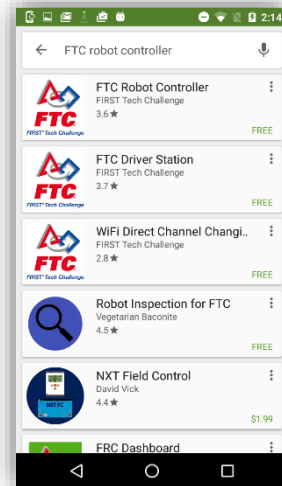 2:14
FTC robot controller
FTC Robot Controller
FIRST Tech Challenge
3.6★
FREE
FTC
FIRST Tech Challenge
FTC Driver Station
FIRST Tech Challenge
3.7★
FREE
FTC
FIRST Tech Challenge
WiFi Direct Channel Changi..
FIRST Tech Challenge
2.8★
FREE
FTC
FIRST Tech Challenge
Robot Inspection for FTC
Vegetarian Baconite
4.5★
FREE
NXT Field Control
David Vick
4.4★
$1.99
NXT FC
FRC Dashboard